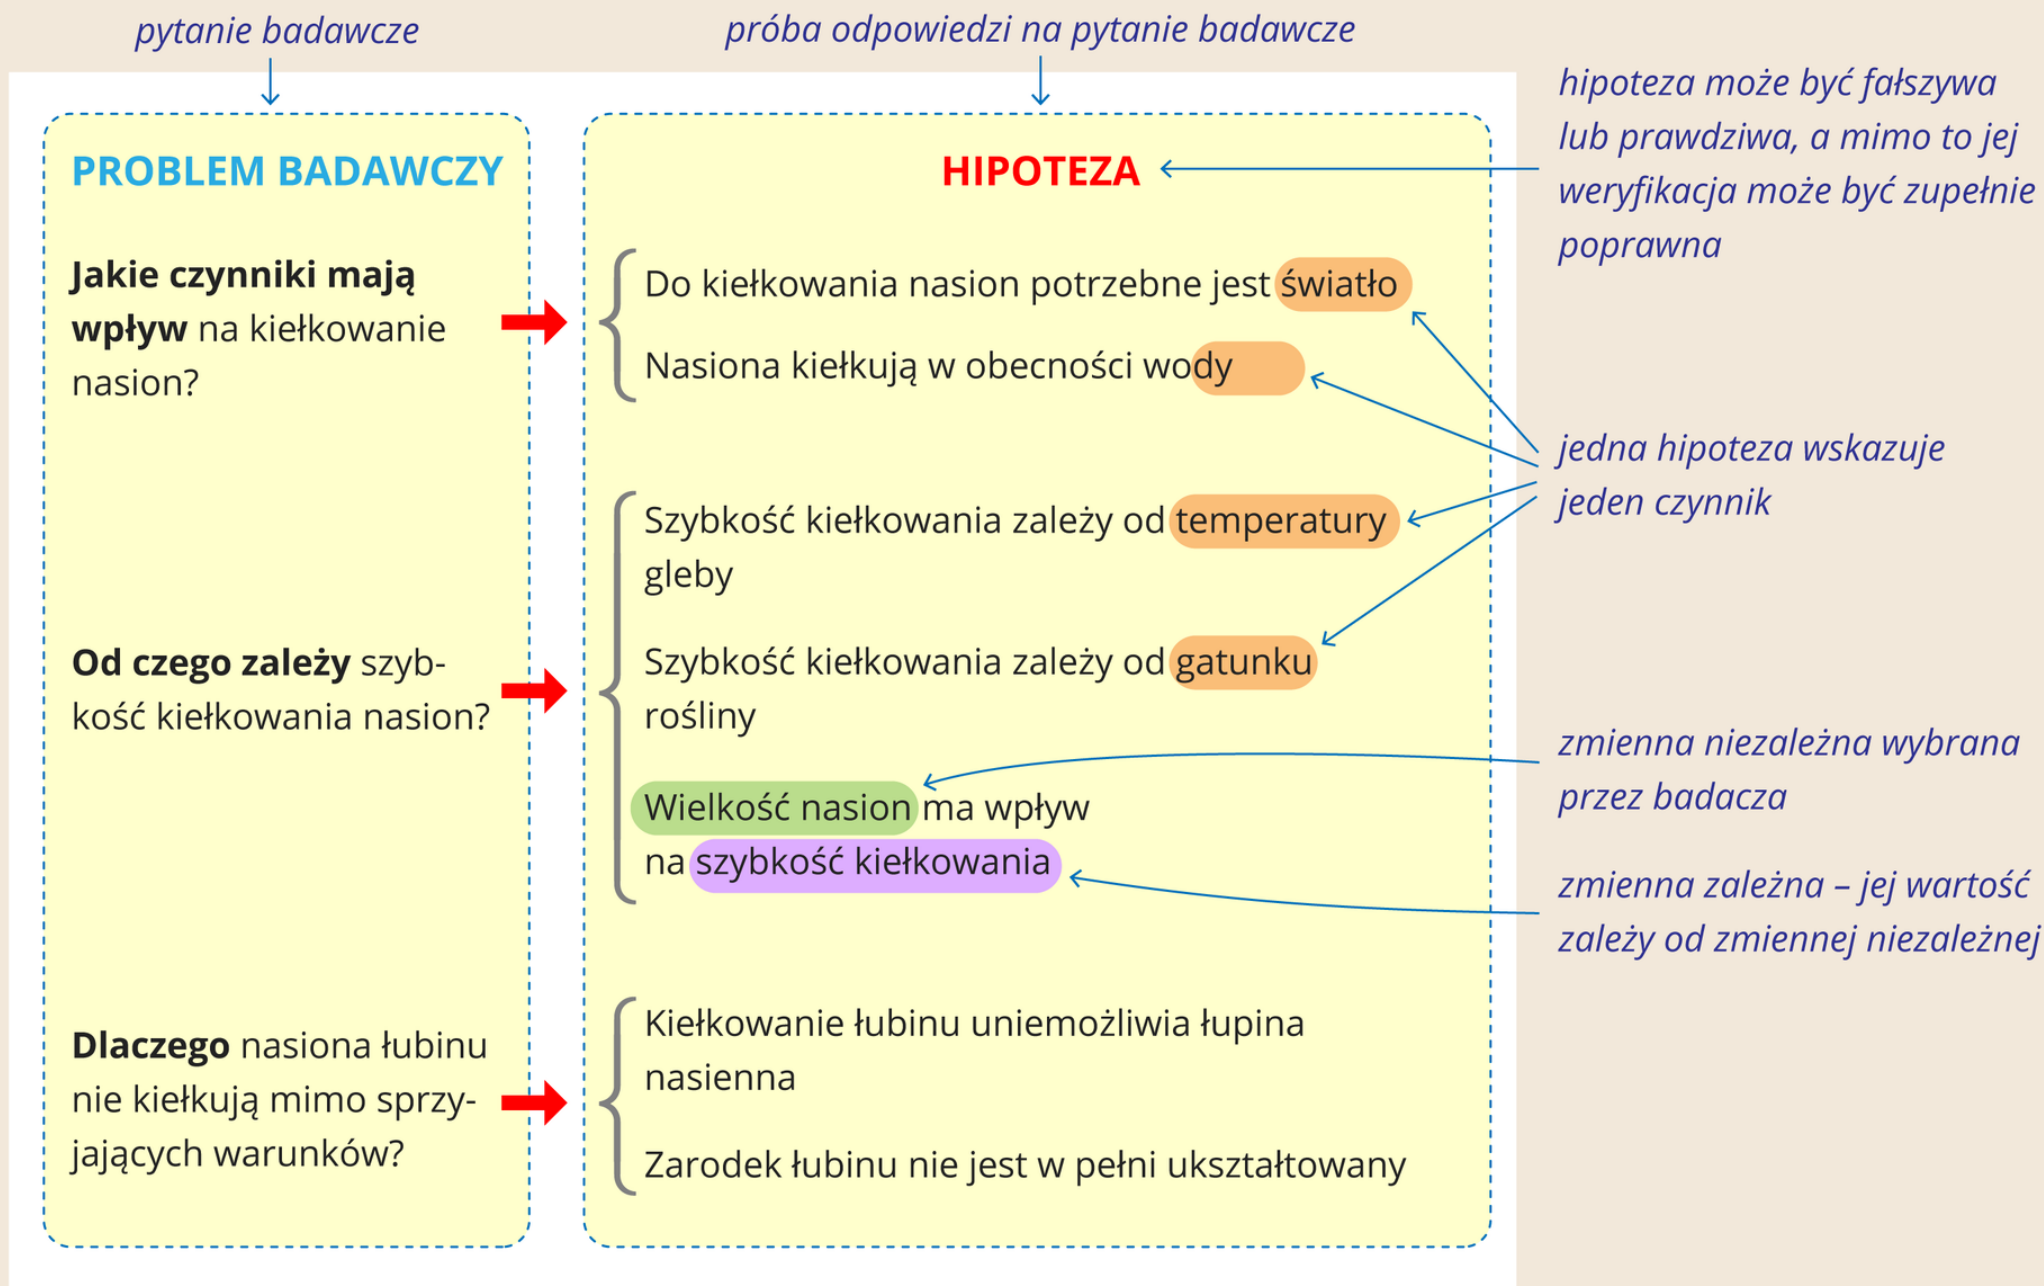 pytanie badawcze
próba odpowiedzi na pytanie badawcze
PROBLEM BADAWCZY
Jakie czynniki mają
wpływ na kiełkowanie
nasion?
Od czego zależy szyb-
kość kiełkowania nasion?
Dlaczego nasiona łubinu
nie kiełkują mimo sprzy-
jających warunków?
HIPOTEZA
Do kiełkowania nasion potrzebne jest światło
Nasiona kiełkują w obecności wody
Szybkość kiełkowania zależy od temperatury
gleby
Szybkość kiełkowania zależy od gatunku
rośliny
Wielkość nasion ma wpływ
na szybkość kiełkowania
Kiełkowanie łubinu uniemożliwia łupina
nasienna
Zarodek łubinu nie jest w pełni ukształtowany
hipoteza może być fałszywa
lub prawdziwa, a mimo to jej
weryfikacja może być zupełnie
poprawna
jedna hipoteza wskazuje
jeden czynnik
zmienna niezależna wybrana
przez badacza
zmienna zależna – jej wartość
zależy od zmiennej niezależnej